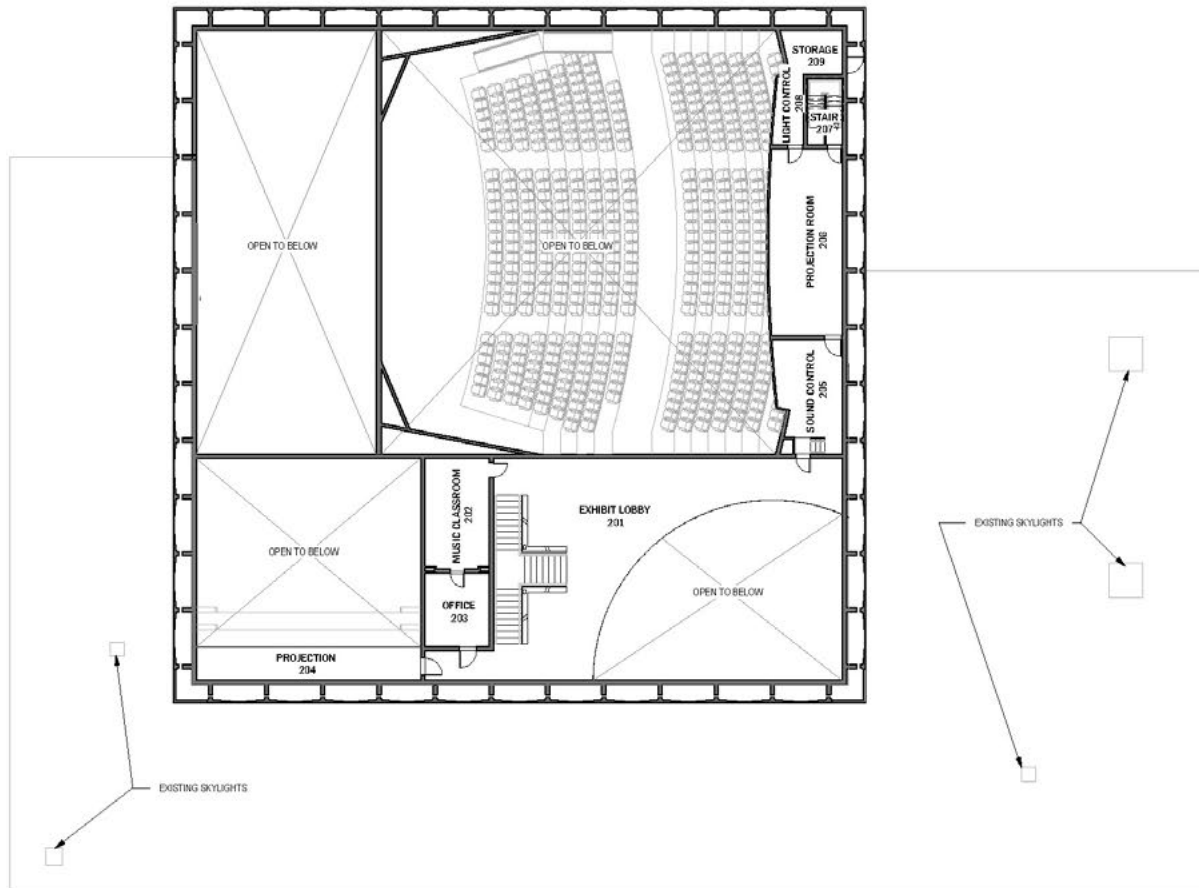 STORAGE
209
LIGHT CONTROL
208
STAIR
207
OPEN TO BELOW
OPEN TO BELOW
PROJECTION ROOM
206
SOUND CONTROL
205
MUSIC CLASSROOM
202
EXHIBIT LOBBY
201
EXISTING SKYLIGHTS
OPEN TO BELOW
OPEN TO BELOW
OFFICE
203
PROJECTION
204
EXISTING SKYLIGHTS